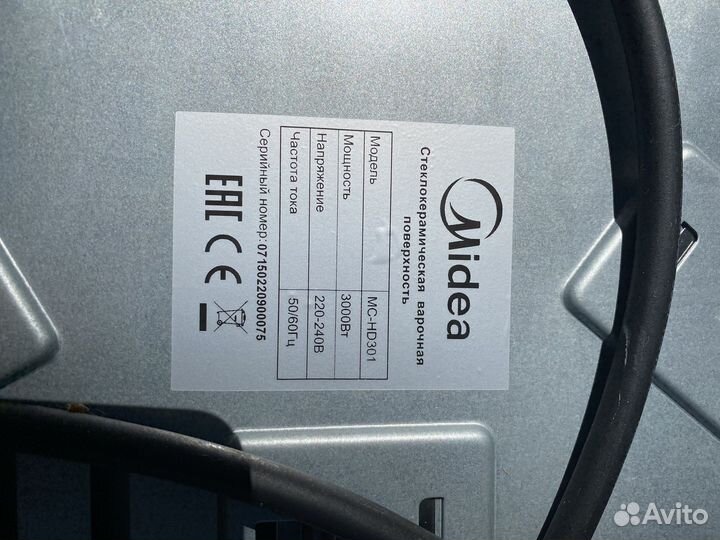 Midea
Стеклокерамическая варочная
поверхность
Модель MC-HD301
Мощность 3000Вт
Напряжение 220-240В
Частота тока 50/60Гц
Серийный номер: 07150220900075
EAC CE
Avito